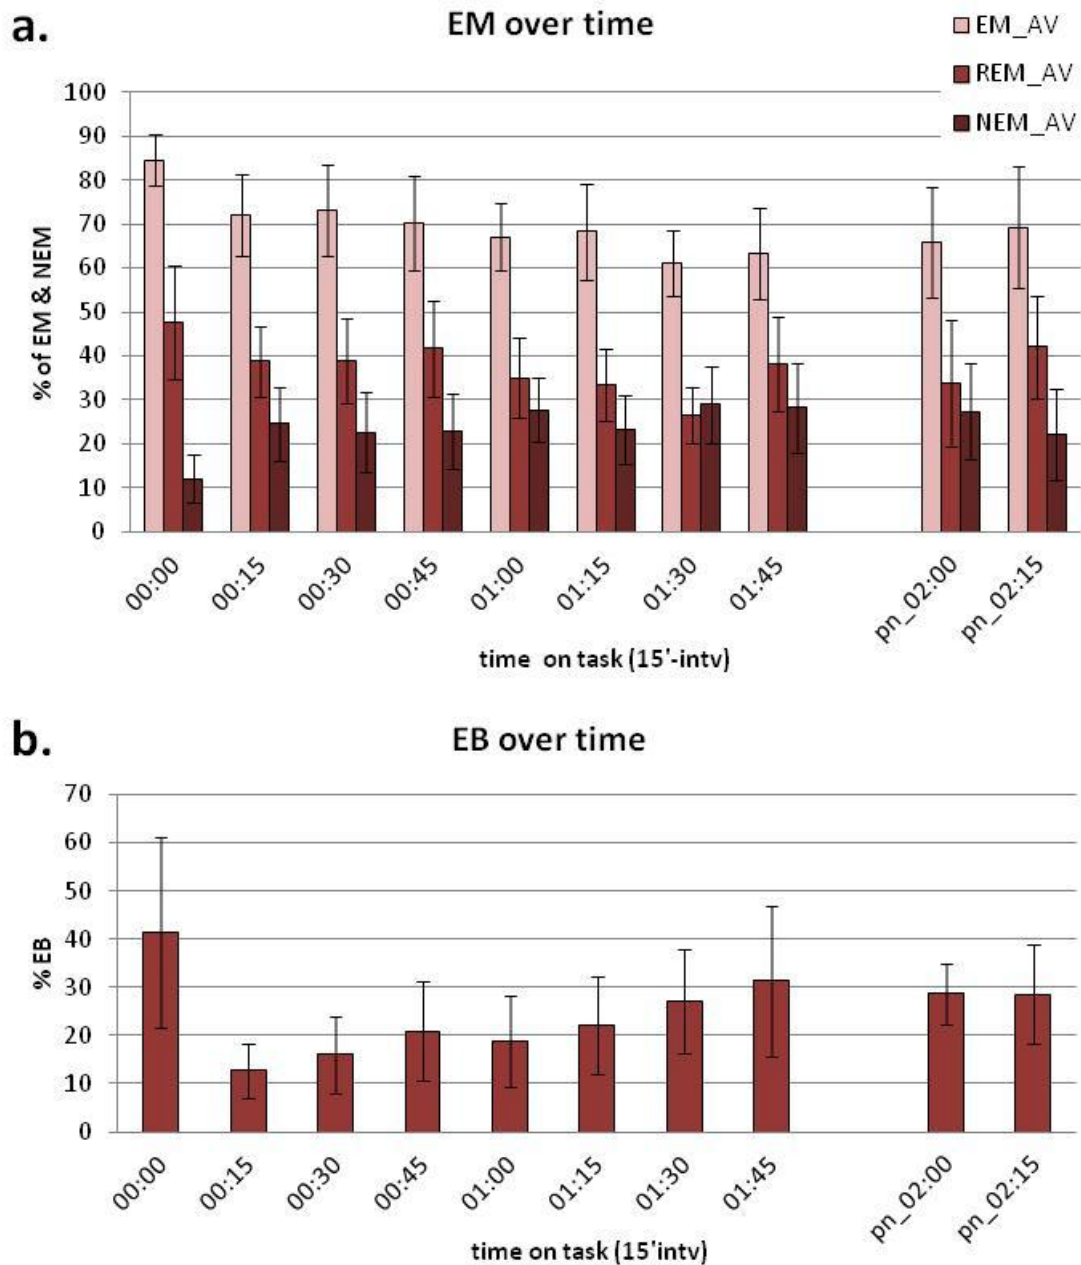 a.
EM over time
EM_AV
REM_AV
NEM_AV
% of EM & NEM
100
90
80
70
60
50
40
30
20
10
0
00:00
00:15
00:30
00:45
01:00
01:15
01:30
01:45
pn_02:00
pn_02:15
time on task (15'-intv)
b.
EB over time
% EB
70
60
50
40
30
20
10
0
00:00
00:15
00:30
00:45
01:00
01:15
01:30
01:45
pn_02:00
pn_02:15
time on task (15'intv)